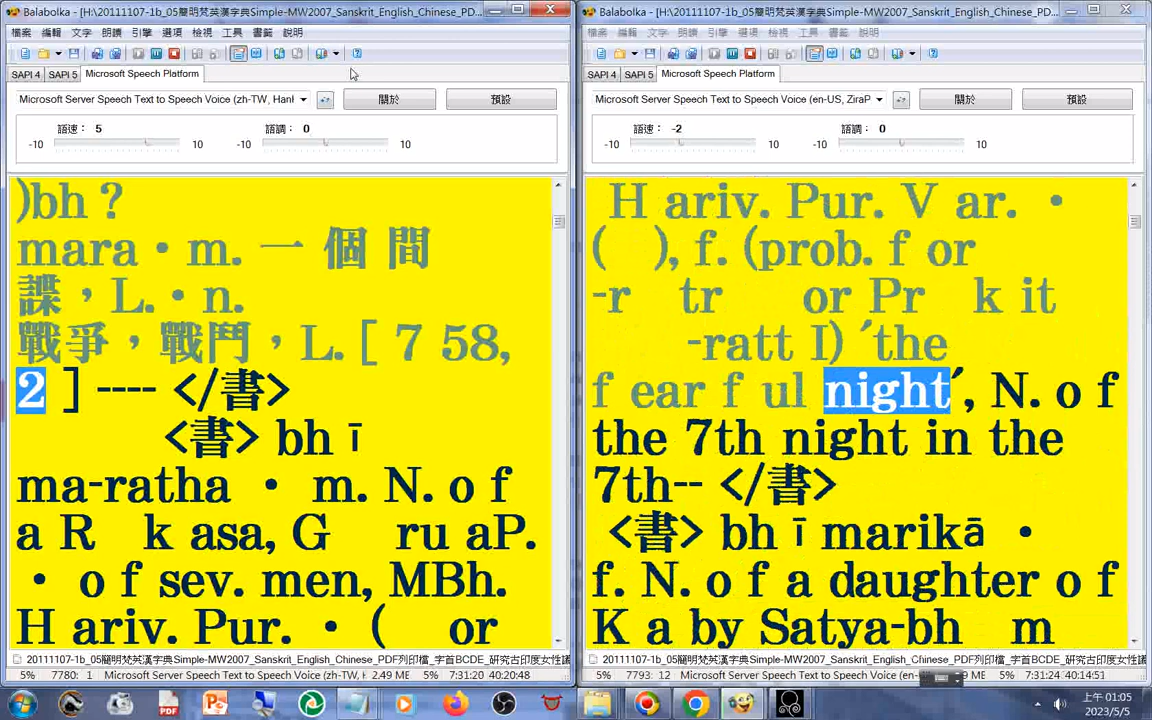 Balabolka - [H:\20111107-1b_05簡明梵英漢字典Simple-MW2007_Sanskrit_English_Chinese_PD...
檔案 編輯 文字 朗讀 引擎 選項 檢視 工具 書籤 說明
SAPI 4 SAPI 5 Microsoft Speech Platform
Microsoft Server Speech Text to Speech Voice (zh-TW, HanI
關於 預設
語速： 5 語調： 0
-10 10 -10 10
)bh ?
mara・m. 一 個 間
諜，L.・n.
戰爭，戰鬥，L. [ 7 58,
2 ] ---- </書>
<書> bh ī
ma-ratha ・ m. N. o f
a R k asa, G ru aP.
・ o f sev. men, MBh.
H ariv. Pur. ・ ( or
20111107-1b_05簡明梵英漢字典Simple-MW2007_Sanskrit_English_Chinese_PDF列印檔_字首BCDE_研究古印度女性議
5% 7780: 1 Microsoft Server Speech Text to Speech Voice (zh-TW, H 2.49 ME 5% 7:31:20 40:20:48
Balabolka - [H:\20111107-1b_05簡明梵英漢字典Simple-MW2007_Sanskrit_English_Chinese_PD...
檔案 編輯 文字 朗讀 引擎 選項 檢視 工具 書籤 說明
SAPI 4 SAPI 5 Microsoft Speech Platform
Microsoft Server Speech Text to Speech Voice (en-US, ZiraP
關於 預設
語速： -2 語調： 0
-10 10 -10 10
H ariv. Pur. V ar. ・
( ), f. (prob. f or
-r tr or Pr k it
-ratt I) ′the
f ear f ul night′, N. o f
the 7th night in the
7th-- </書>
<書> bh ī marikā ・
f. N. o f a daughter o f
K a by Satya-bh m
20111107-1b_05簡明梵英漢字典Simple-MW2007_Sanskrit_English_Chinese_PDF列印檔_字首BCDE_研究古印度女性議
5% 7793: 12 Microsoft Server Speech Text to Speech Voice (en-US, 5% 7:31:24 40:14:51
上午 01:05
2023/5/5